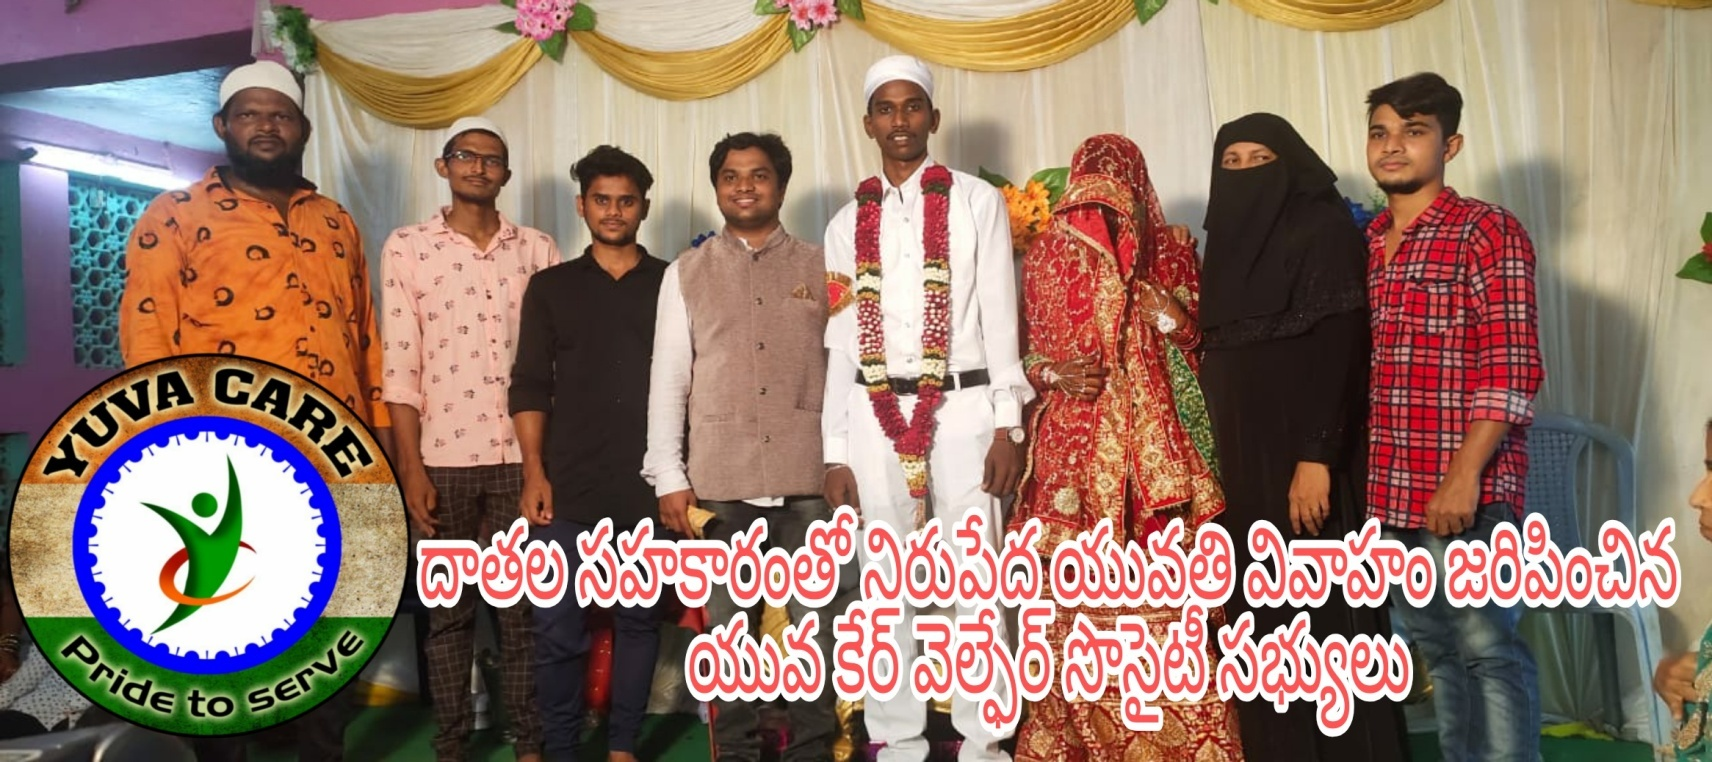 YUVA CARE
Pride to serve
దాతల సహకారంతో నిరుపేద యువతి వివాహం జరిపించిన
యువ కేర్ వెల్ఫేర్ సొసైటీ సభ్యులు